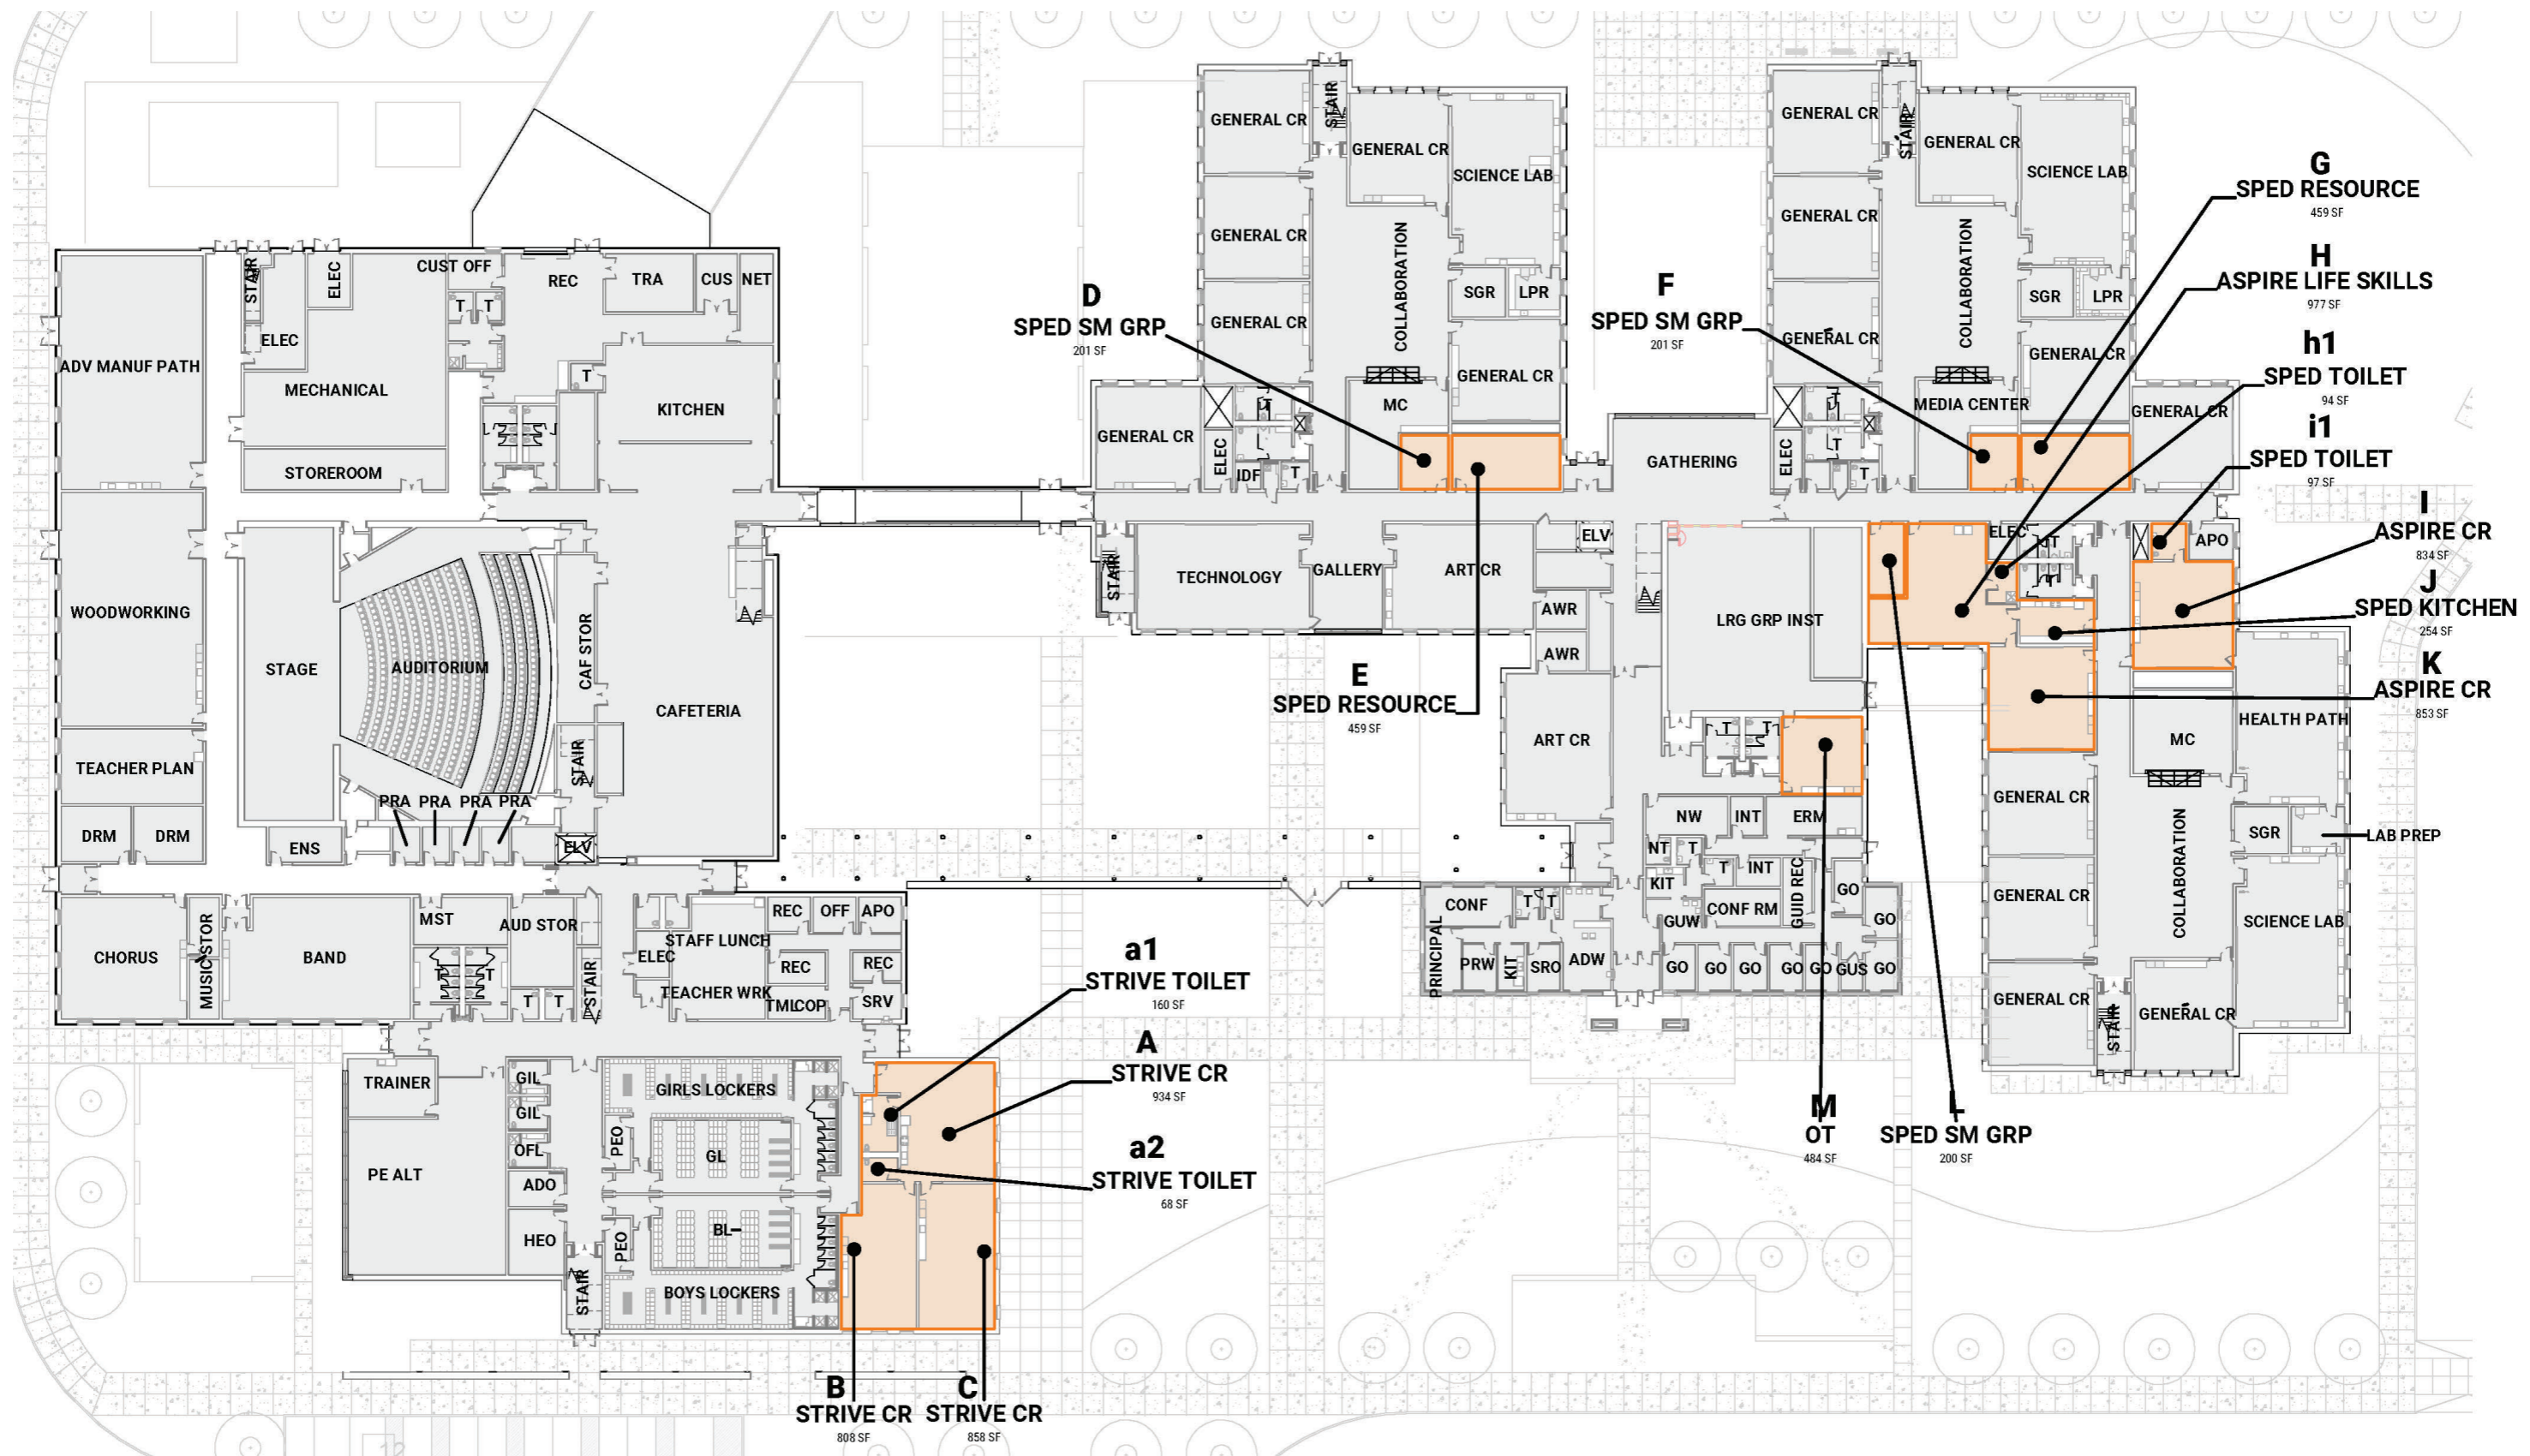 GENERAL CR
STAIR
GENERAL CR
SCIENCE LAB
GENERAL CR
COLLABORATION
GENERAL CR
SGR
LPR
GENERAL CR
MC
GENERAL CR
ELEC
T
IDF
T
GENERAL CR
STAIR
GENERAL CR
SCIENCE LAB
GENERAL CR
COLLABORATION
GENERAL CR
SGR
LPR
GENERAL CR
MEDIA CENTER
GENERAL CR
GATHERING
ELEC
T
T
T
G
SPED RESOURCE
459 SF
H
ASPIRE LIFE SKILLS
977 SF
h1
SPED TOILET
94 SF
i1
SPED TOILET
97 SF
I
ASPIRE CR
834 SF
J
SPED KITCHEN
254 SF
K
ASPIRE CR
853 SF
D
SPED SM GRP
201 SF
F
SPED SM GRP
201 SF
E
SPED RESOURCE
459 SF
CUST OFF
STAIR
ELEC
REC
TRA
CUS
NET
T
T
ELEC
ADV MANUF PATH
MECHANICAL
T
KITCHEN
STOREROOM
WOODWORKING
STAGE
AUDITORIUM
CAF STOR
CAFETERIA
STAIR
TEACHER PLAN
PRA
PRA
PRA
PRA
DRM
DRM
ENS
ELV
STAIR
TECHNOLOGY
GALLERY
ART CR
ELV
AWR
AWR
LRG GRP INST
ART CR
T
T
ELEC
T
T
APO
HEALTH PATH
MC
GENERAL CR
GENERAL CR
GENERAL CR
COLLABORATION
SGR
LAB PREP
SCIENCE LAB
STAIR
GENERAL CR
NW
INT
ERM
NT
T
T
INT
KIT
GUID REC
GO
CONF RM
GUW
GO
CONF
T
T
PRINCIPAL
PRW
KIT
SRO
ADW
GO
GO
GO
GO
GO
GUS
GO
CHORUS
MUSIC STOR
BAND
MST
AUD STOR
T
T
T
T
STAIR
ELEC
STAFF LUNCH
REC
OFF
APO
REC
REC
TEACHER WRK
TML
COP
SRV
a1
STRIVE TOILET
160 SF
A
STRIVE CR
934 SF
a2
STRIVE TOILET
68 SF
TRAINER
GIL
GIL
OFL
ADO
HEO
PE ALT
GIRLS LOCKERS
PEO
GL
BL
PEO
BOYS LOCKERS
STAIR
M
OT
484 SF
L
SPED SM GRP
200 SF
B
STRIVE CR
808 SF
C
STRIVE CR
858 SF
12